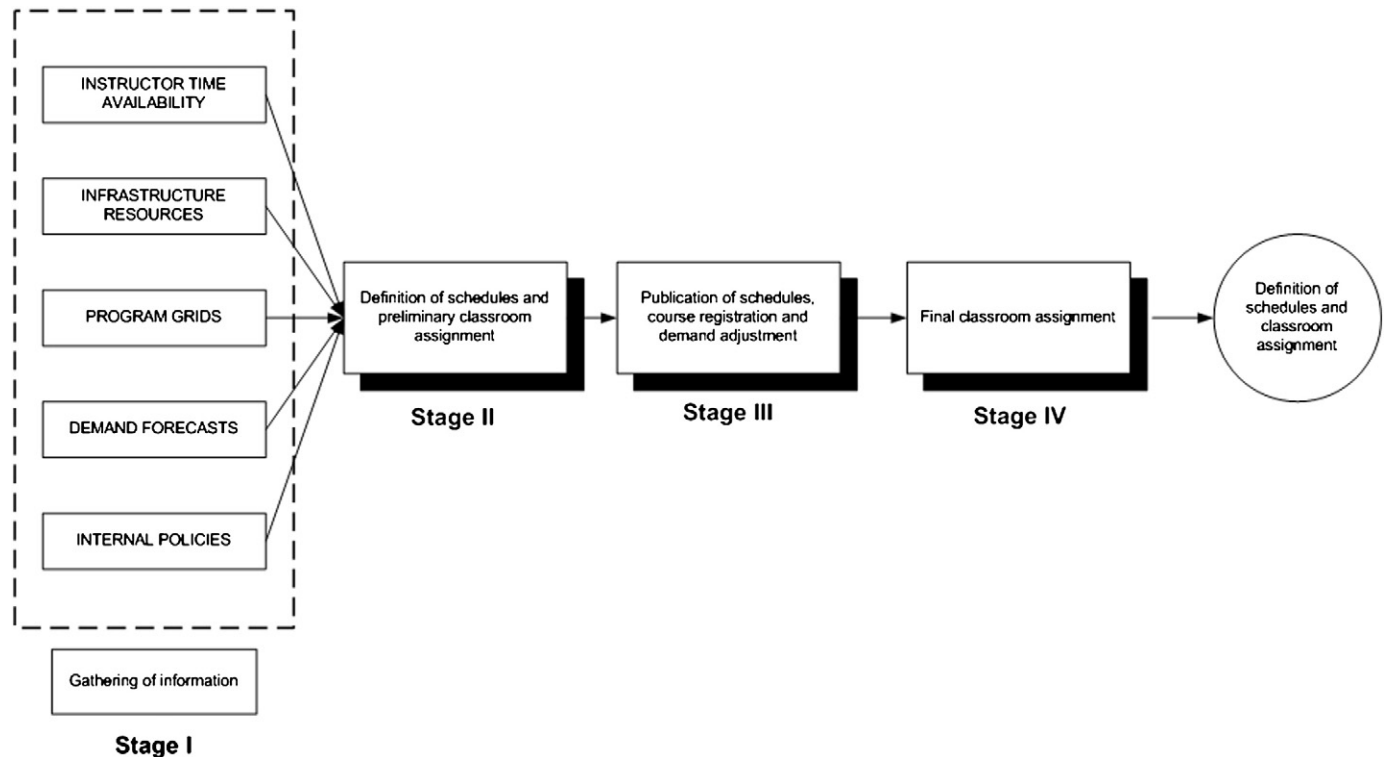 INSTRUCTOR TIME
AVAILABILITY
INFRASTRUCTURE
RESOURCES
PROGRAM GRIDS
DEMAND FORECASTS
INTERNAL POLICIES
Gathering of information
Stage I
Definition of schedules and
preliminary classroom
assignment
Stage II
Publication of schedules,
course registration and
demand adjustment
Stage III
Final classroom assignment
Stage IV
Definition of
schedules and
classroom
assignment